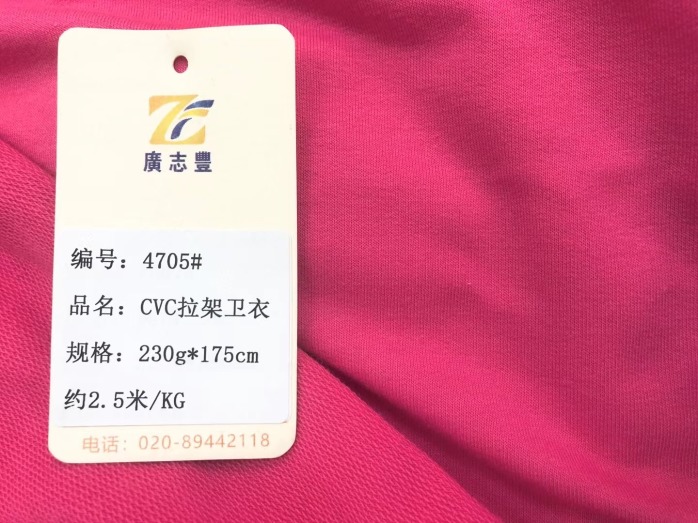 廣志豐
编号：4705#
品名：CVC拉架卫衣
规格：230g*175cm
约2.5米/KG
电话：020-89442118